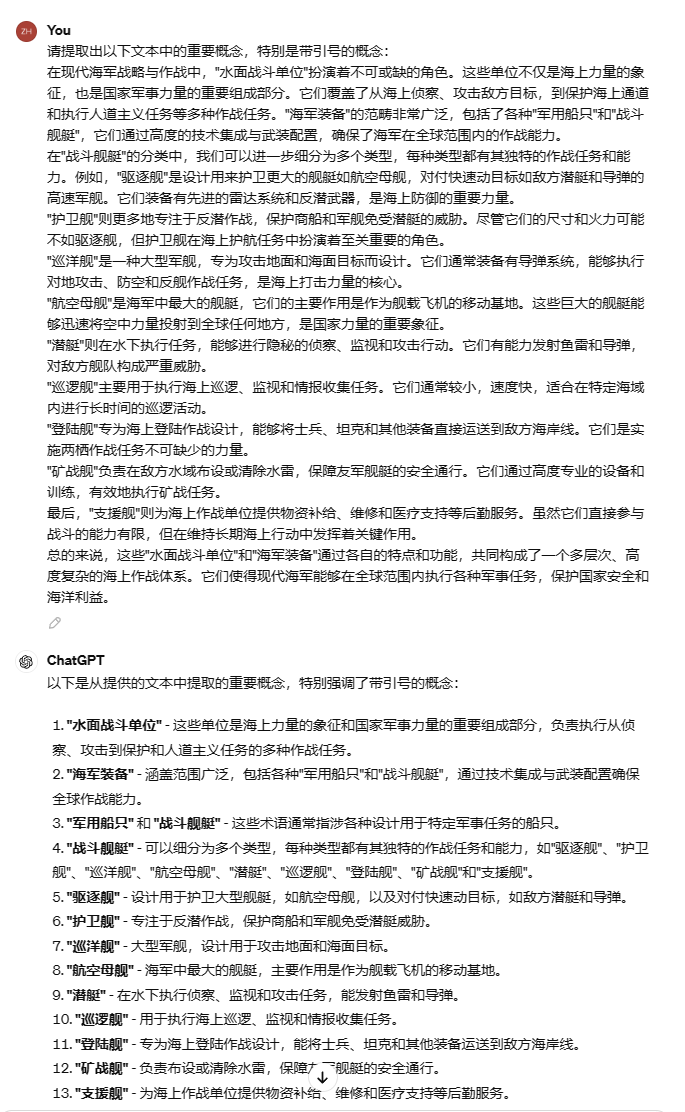 ZH You
请提取出以下文本中的重要概念，特别是带引号的概念：
在现代海军战略与作战中，"水面战斗单位"扮演着不可或缺的角色。这些单位不仅是海上力量的象
征，也是国家军事力量的重要组成部分。它们覆盖了从海上侦察、攻击敌方目标，到保护海上通道
和执行人道主义任务等多种作战任务。"海军装备"的范畴非常广泛，包括了各种"军用船只"和"战斗
舰艇"，它们通过高度的技术集成与武装配置，确保了海军在全球范围内的作战能力。
在"战斗舰艇"的分类中，我们可以进一步细分为多个类型，每种类型都有其独特的作战任务和能
力。例如，"驱逐舰"是设计用来护卫更大的舰艇如航空母舰，对付快速动目标如敌方潜艇和导弹的
高速军舰。它们装备有先进的雷达系统和反潜武器，是海上防御的重要力量。
"护卫舰"则更多地专注于反潜作战，保护商船和军舰免受潜艇的威胁。尽管它们的尺寸和火力可能
不如驱逐舰，但护卫舰在海上护航任务中扮演着至关重要的角色。
"巡洋舰"是一种大型军舰，专为攻击地面和海面目标而设计。它们通常装备有导弹系统，能够执行
对地攻击、防空和反舰作战任务，是海上打击力量的核心。
"航空母舰"是海军中最大的舰艇，它们的主要作用是作为舰载飞机的移动基地。这些巨大的舰艇能
够迅速将空中力量投射到全球任何地方，是国家力量的重要象征。
"潜艇"则在水下执行任务，能够进行隐秘的侦察、监视和攻击行动。它们有能力发射鱼雷和导弹，
对敌方舰队构成严重威胁。
"巡逻舰"主要用于执行海上巡逻、监视和情报收集任务。它们通常较小，速度快，适合在特定海域
内进行长时间的巡逻活动。
"登陆舰"专为海上登陆作战设计，能够将士兵、坦克和其他装备直接运送到敌方海岸线。它们是实
施两栖作战任务不可缺少的力量。
"矿战舰"负责在敌方水域布设或清除水雷，保障友军舰艇的安全通行。它们通过高度专业的设备和
训练，有效地执行矿战任务。
最后，"支援舰"则为海上作战单位提供物资补给、维修和医疗支持等后勤服务。虽然它们直接参与
战斗的能力有限，但在维持长期海上行动中发挥着关键作用。
总的来说，这些"水面战斗单位"和"海军装备"通过各自的特点和功能，共同构成了一个多层次、高
度复杂的海上作战体系。它们使得现代海军能够在全球范围内执行各种军事任务，保护国家安全和
海洋利益。
ChatGPT
以下是从提供的文本中提取的重要概念，特别强调了带引号的概念：
1. "水面战斗单位" - 这些单位是海上力量的象征和国家军事力量的重要组成部分，负责执行从侦
察、攻击到保护和人道主义任务的多种作战任务。
2. "海军装备" - 涵盖范围广泛，包括各种"军用船只"和"战斗舰艇"，通过技术集成与武装配置确保
全球作战能力。
3. "军用船只" 和 "战斗舰艇" - 这些术语通常指涉各种设计用于特定军事任务的船只。
4. "战斗舰艇" - 可以细分为多个类型，每种类型都有其独特的作战任务和能力，如"驱逐舰"、"护卫
舰"、"巡洋舰"、"航空母舰"、"潜艇"、"巡逻舰"、"登陆舰"、"矿战舰"和"支援舰"。
5. "驱逐舰" - 设计用于护卫大型舰艇，如航空母舰，以及对付快速动目标，如敌方潜艇和导弹。
6. "护卫舰" - 专注于反潜作战，保护商船和军舰免受潜艇威胁。
7. "巡洋舰" - 大型军舰，设计用于攻击地面和海面目标。
8. "航空母舰" - 海军中最大的舰艇，主要作用是作为舰载飞机的移动基地。
9. "潜艇" - 在水下执行侦察、监视和攻击任务，能发射鱼雷和导弹。
10. "巡逻舰" - 用于执行海上巡逻、监视和情报收集任务。
11. "登陆舰" - 专为海上登陆作战设计，能将士兵、坦克和其他装备运送到敌方海岸线。
12. "矿战舰" - 负责布设或清除水雷，保障舰艇的安全通行。
13. "支援舰" - 为海上作战单位提供物资补给、维修和医疗支持等后勤服务。